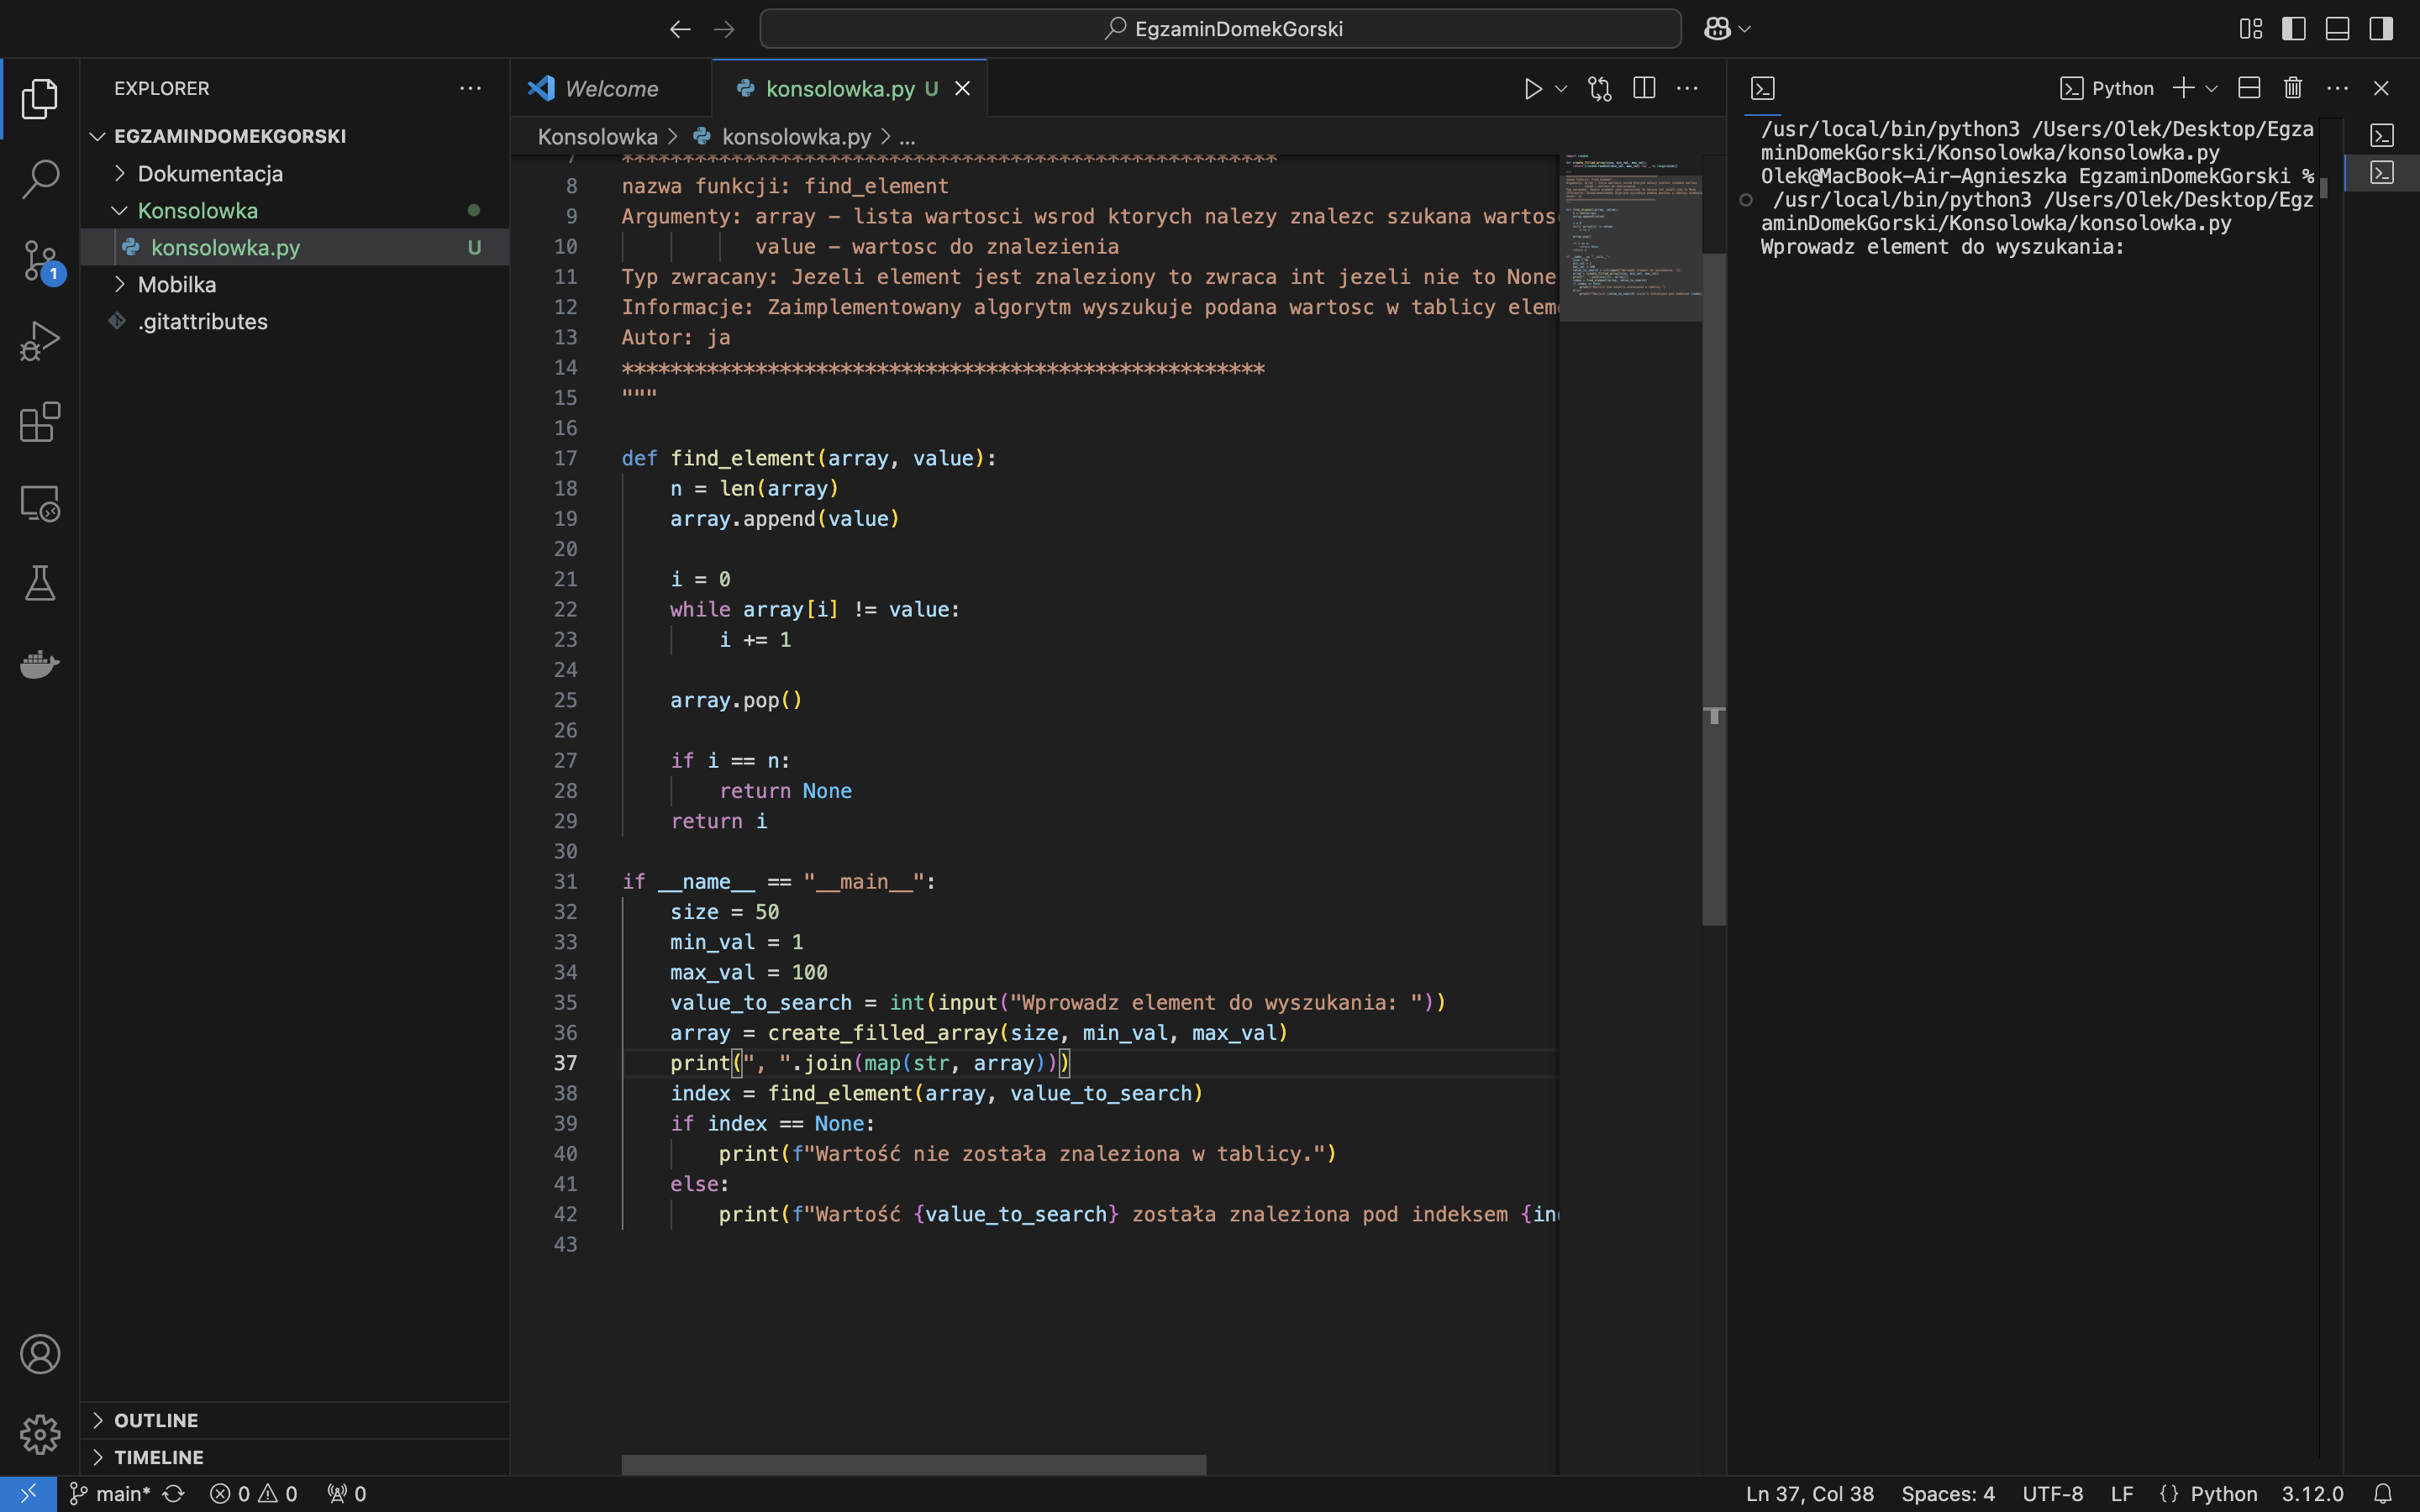 EgzaminDomekGorski
EXPLORER
EGZAMINDOMEKGORSKI
Dokumentacja
Konsolowka
konsolowka.py U
Mobilka
.gitattributes
OUTLINE
TIMELINE
Welcome
konsolowka.py U
Konsolowka > konsolowka.py > ...
7 ******************************************************
8 nazwa funkcji: find_element
9 Argumenty: array - lista wartosci wsrod ktorych nalezy znalezc szukana wartosc
10 value - wartosc do znalezienia
11 Typ zwracany: Jezeli element jest znaleziony to zwraca int jezeli nie to None
12 Informacje: Zaimplementowany algorytm wyszukuje podana wartosc w tablicy eleme
13 Autor: ja
14 *****************************************************
15 """
16
17 def find_element(array, value):
18 n = len(array)
19 array.append(value)
20
21 i = 0
22 while array[i] != value:
23 i += 1
24
25 array.pop()
26
27 if i == n:
28 return None
29 return i
30
31 if __name__ == "__main__":
32 size = 50
33 min_val = 1
34 max_val = 100
35 value_to_search = int(input("Wprowadz element do wyszukania: "))
36 array = create_filled_array(size, min_val, max_val)
37 print(", ".join(map(str, array)))
38 index = find_element(array, value_to_search)
39 if index == None:
40 print(f"Wartość nie została znaleziona w tablicy.")
41 else:
42 print(f"Wartość {value_to_search} została znaleziona pod indeksem {in
43
Python
/usr/local/bin/python3 /Users/Olek/Desktop/Egza
minDomekGorski/Konsolowka/konsolowka.py
Olek@MacBook-Air-Agnieszka EgzaminDomekGorski %
/usr/local/bin/python3 /Users/Olek/Desktop/Egz
aminDomekGorski/Konsolowka/konsolowka.py
Wprowadz element do wyszukania:
1
main* 0 0 0
Ln 37, Col 38 Spaces: 4 UTF-8 LF {} Python 3.12.0